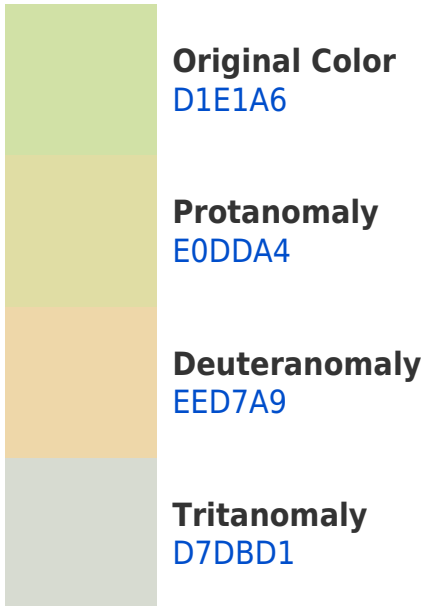 Original Color
D1E1A6
Protanomaly
E0DDA4
Deuteranomaly
EED7A9
Tritanomaly
D7DBD1